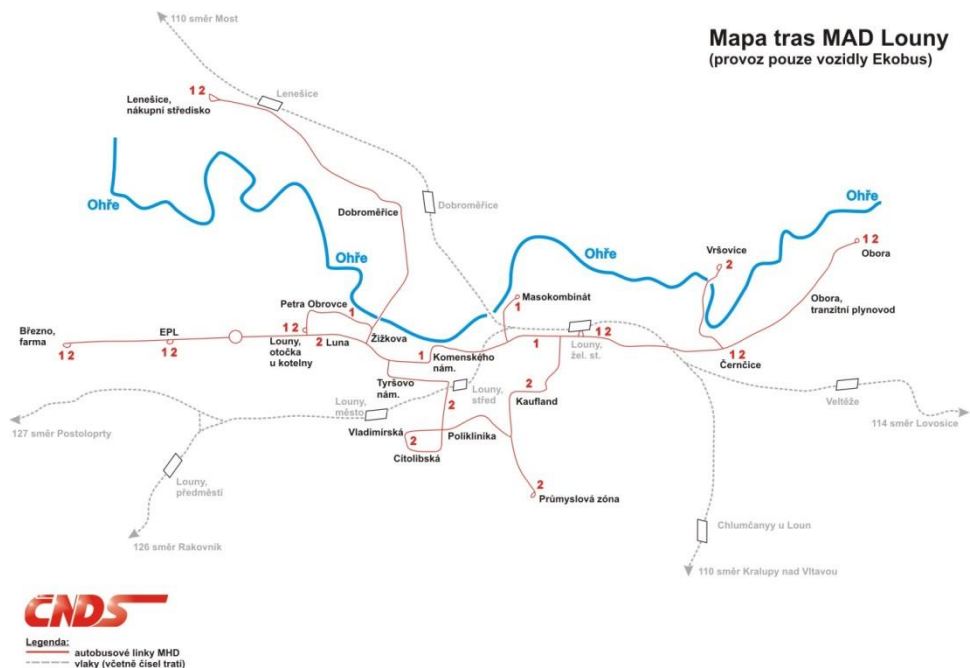 110 směr Most
Mapa tras MAD Louny
(provoz pouze vozidly Ekobus)
1 2
Lenešice,
nákupní středisko
Lenešice
Ohře
Dobroměřice
Dobroměřice
Ohře
Ohře
Ohře
Vršovice
2
1 2
Obora
Obora,
tranzitní plynovod
Petra Obrovce
1
Masokombinát
1
Březno,
farma
1 2
EPL
1 2
1 2
Louny,
otočka
u kotelny
2
Luna
Žižkova
1
Komenského
nám.
1
Louny,
žel. st.
1 2
1 2
Černčice
Tyršovo
nám.
Louny,
střed
2
Kaufland
2
Louny,
město
Vladimírská
2
Poliklinika
Cítolibská
Veltěže
114 směr Lovosice
127 směr Postoloprty
Louny,
předměstí
2
Průmyslová zóna
126 směr Rakovník
Chlumčanyy u Loun
110 směr Kralupy nad Vltavou
ČNDS
Legenda:
autobusové linky MHD
vlaky (včetně čísel tratí)